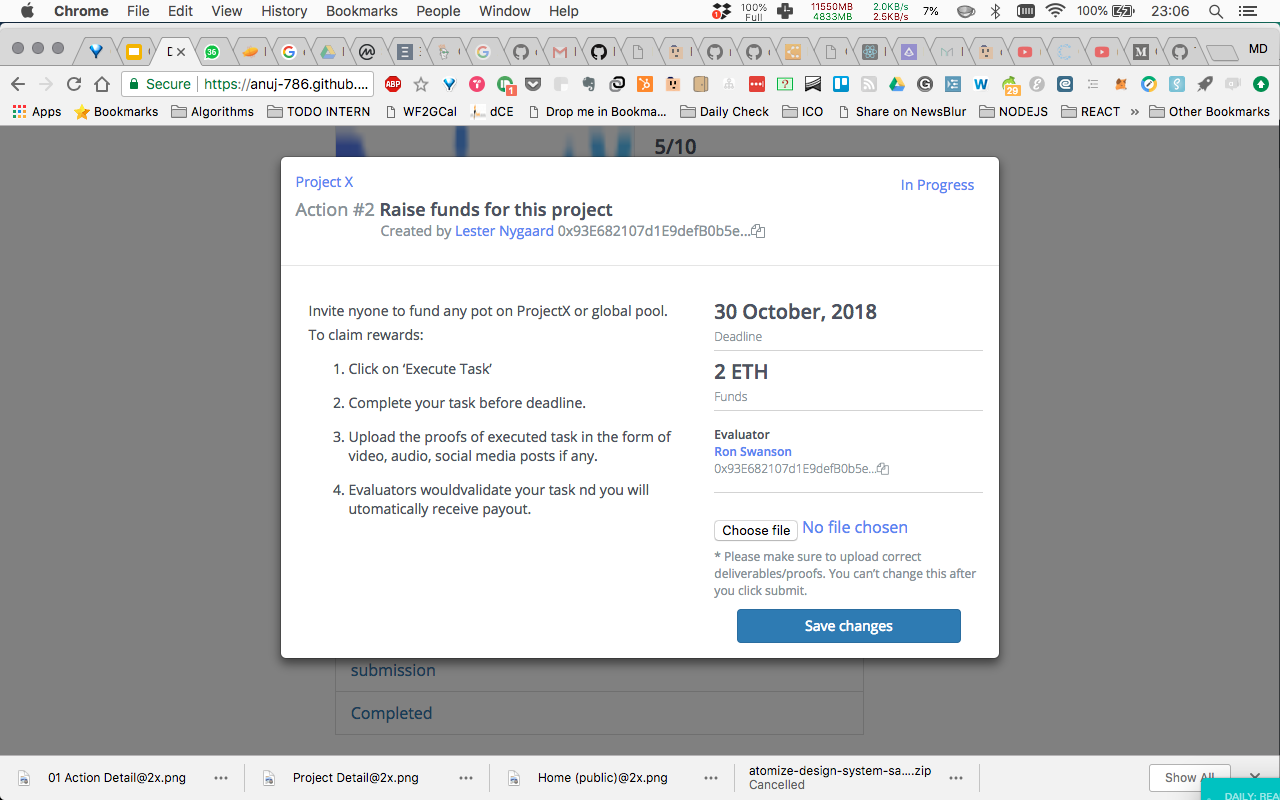 Chrome File Edit View History Bookmarks People Window Help 100% Full 11550MB 4833MB 2.0KB/s 2.5KB/s 7% 100% 23:06
36 MD
Secure https://anuj-786.github.... ABP 1 29
Apps Bookmarks Algorithms TODO INTERN WF2GCal dCE Drop me in Bookma... Daily Check ICO Share on NewsBlur NODEJS REACT » Other Bookmarks
5/10
Project X
In Progress
Action #2 Raise funds for this project
Created by Lester Nygaard 0x93E682107d1E9defB0b5e...
Invite nyone to fund any pot on ProjectX or global pool.
To claim rewards:
1. Click on ‘Execute Task’
2. Complete your task before deadline.
3. Upload the proofs of executed task in the form of
video, audio, social media posts if any.
4. Evaluators wouldvalidate your task nd you will
utomatically receive payout.
30 October, 2018
Deadline
2 ETH
Funds
Evaluator
Ron Swanson
0x93E682107d1E9defB0b5e...
Choose file No file chosen
* Please make sure to upload correct
deliverables/proofs. You can’t change this after
you click submit.
Save changes
submission
Completed
01 Action Detail@2x.png
Project Detail@2x.png
Home (public)@2x.png
atomize-design-system-sa....zip
Cancelled
Show All
DAILY: BEA